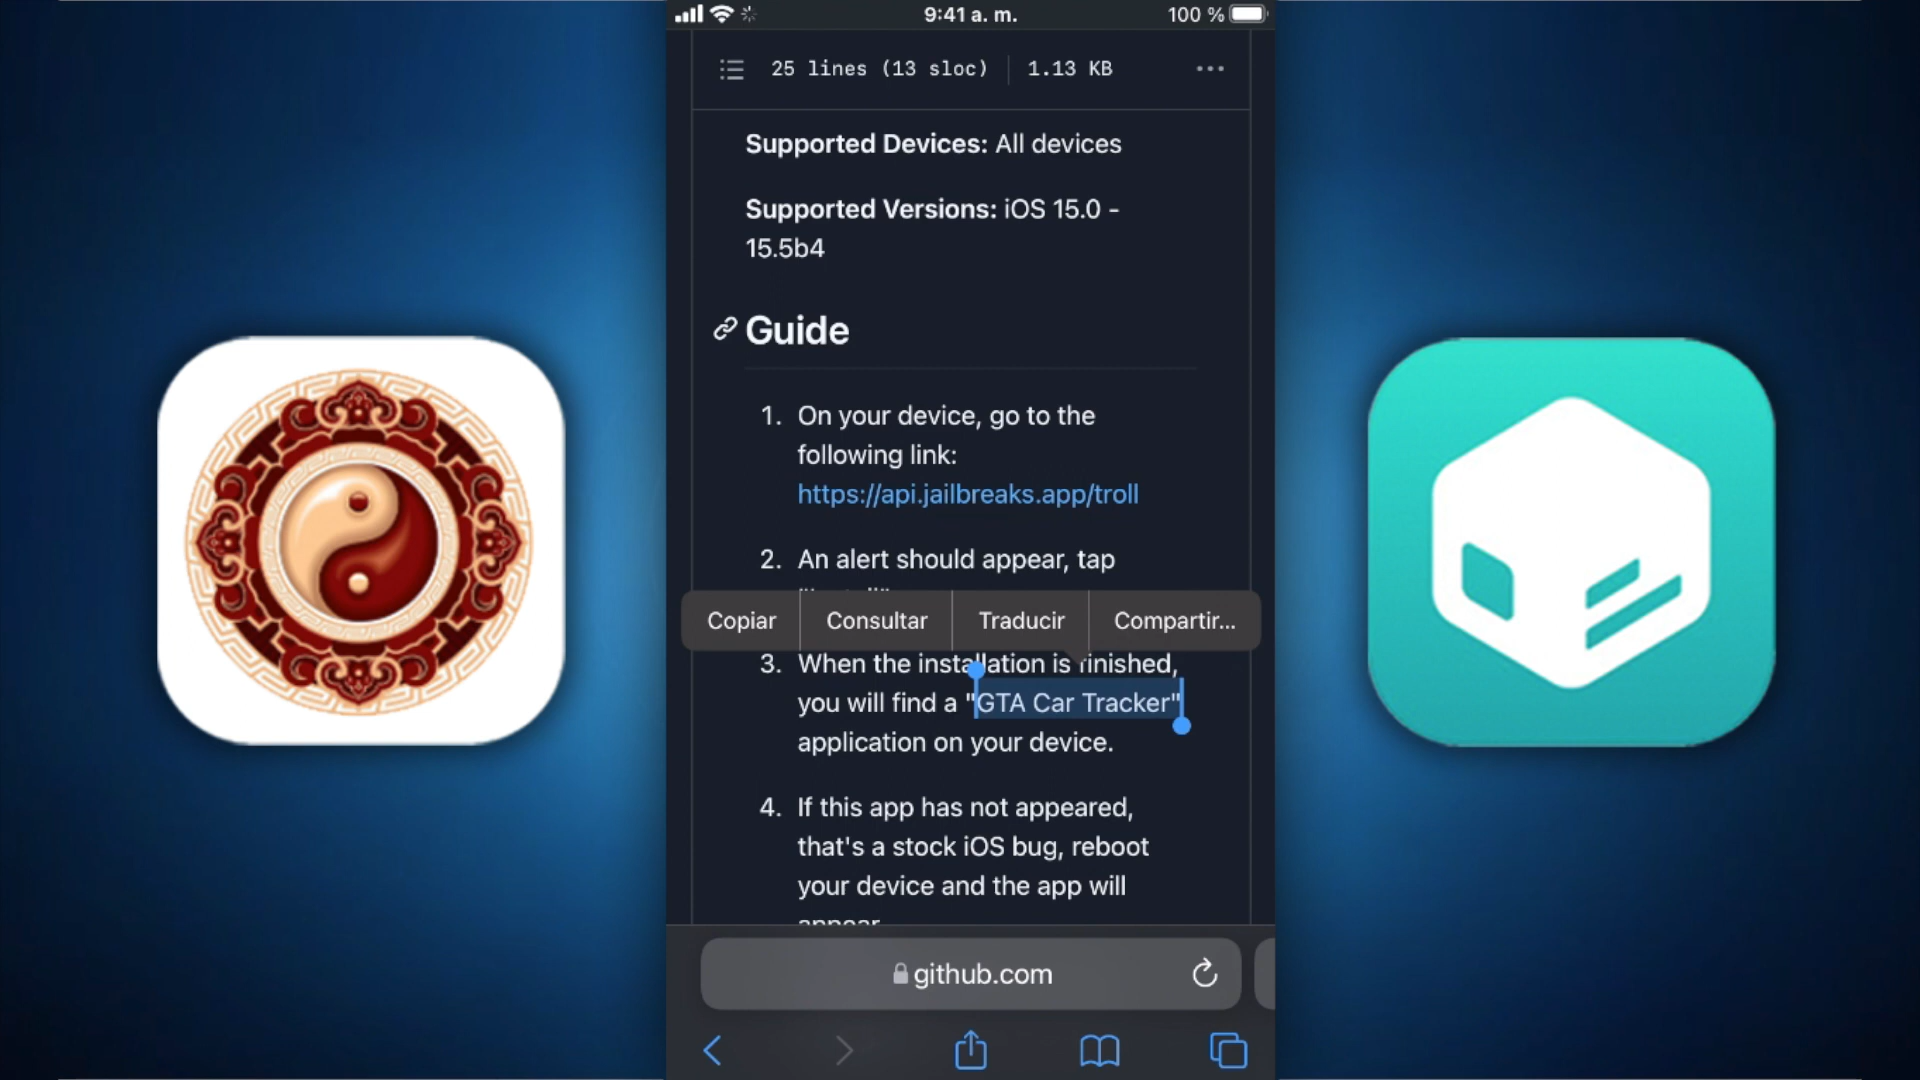 9:41 a. m.
100 %
25 lines (13 sloc)
1.13 KB
Supported Devices: All devices
Supported Versions: iOS 15.0 -
15.5b4
Guide
1. On your device, go to the
following link:
https://api.jailbreaks.app/troll
2. An alert should appear, tap
Copiar
Consultar
Traducir
Compartir...
3. When the installation is finished,
you will find a "GTA Car Tracker"
application on your device.
4. If this app has not appeared,
that's a stock iOS bug, reboot
your device and the app will
appear
github.com